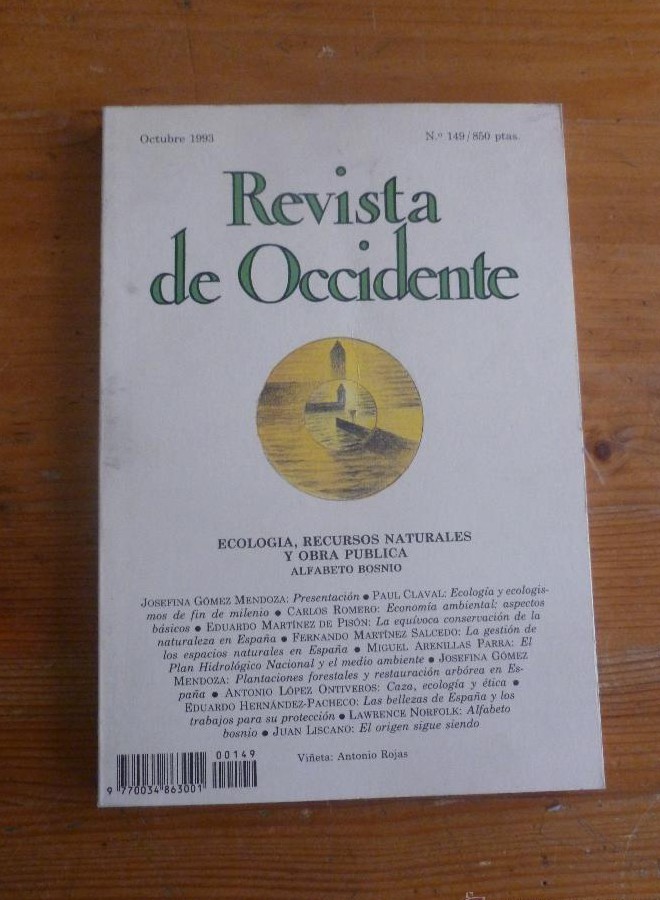 Octubre 1993
N.º 149/850 ptas.
Revista
de Occidente
ECOLOGIA, RECURSOS NATURALES
Y OBRA PUBLICA
ALFABETO BOSNIO
JOSEFINA GÓMEZ MENDOZA: Presentación ● PAUL CLAVAL: Ecología y ecologis-
mos de fin de milenio ● CARLOS ROMERO: Economía ambiental: aspectos
básicos ● EDUARDO MARTÍNEZ DE PISÓN: La equívoca conservación de la
naturaleza en España ● FERNANDO MARTÍNEZ SALCEDO: La gestión de
los espacios naturales en España ● MIGUEL ARENILLAS PARRA: El
Plan Hidrológico Nacional y el medio ambiente ● JOSEFINA GÓMEZ
MENDOZA: Plantaciones forestales y restauración arbórea en Es-
paña ● ANTONIO LÓPEZ ONTIVEROS: Caza, ecología y ética ●
EDUARDO HERNÁNDEZ-PACHECO: Las bellezas de España y los
trabajos para su protección ● LAWRENCE NORFOLK: Alfabeto
bosnio ● JUAN LISCANO: El origen sigue siendo
00149
9 770034 863001
Viñeta: Antonio Rojas